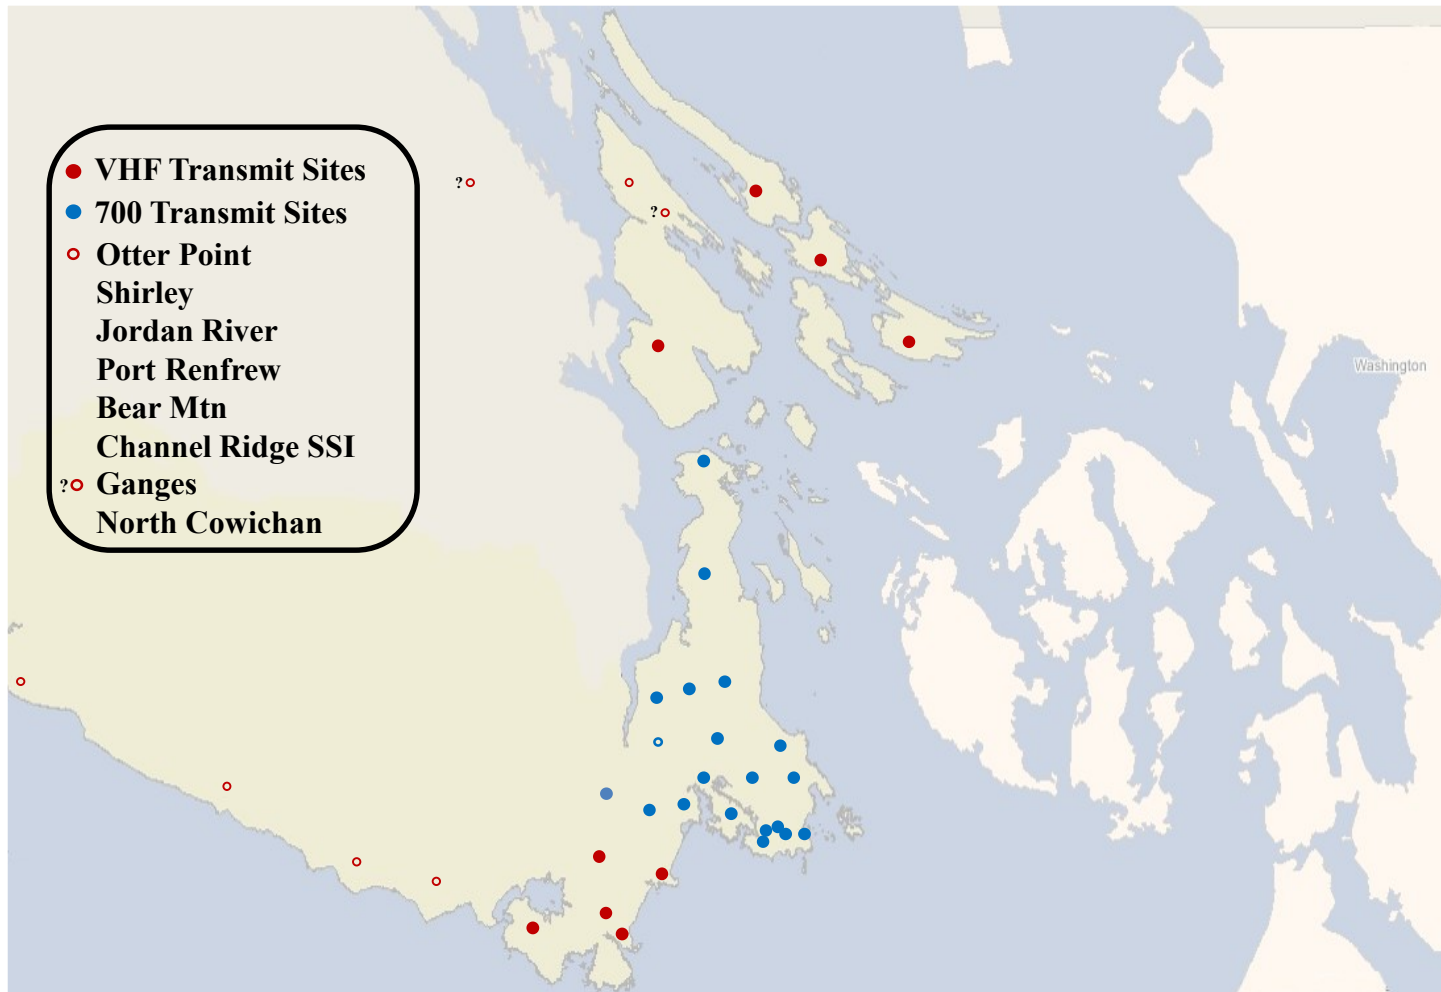 VHF Transmit Sites
700 Transmit Sites
Otter Point
Shirley
Jordan River
Port Renfrew
Bear Mtn
Channel Ridge SSI
? Ganges
North Cowichan
?
?
Washington